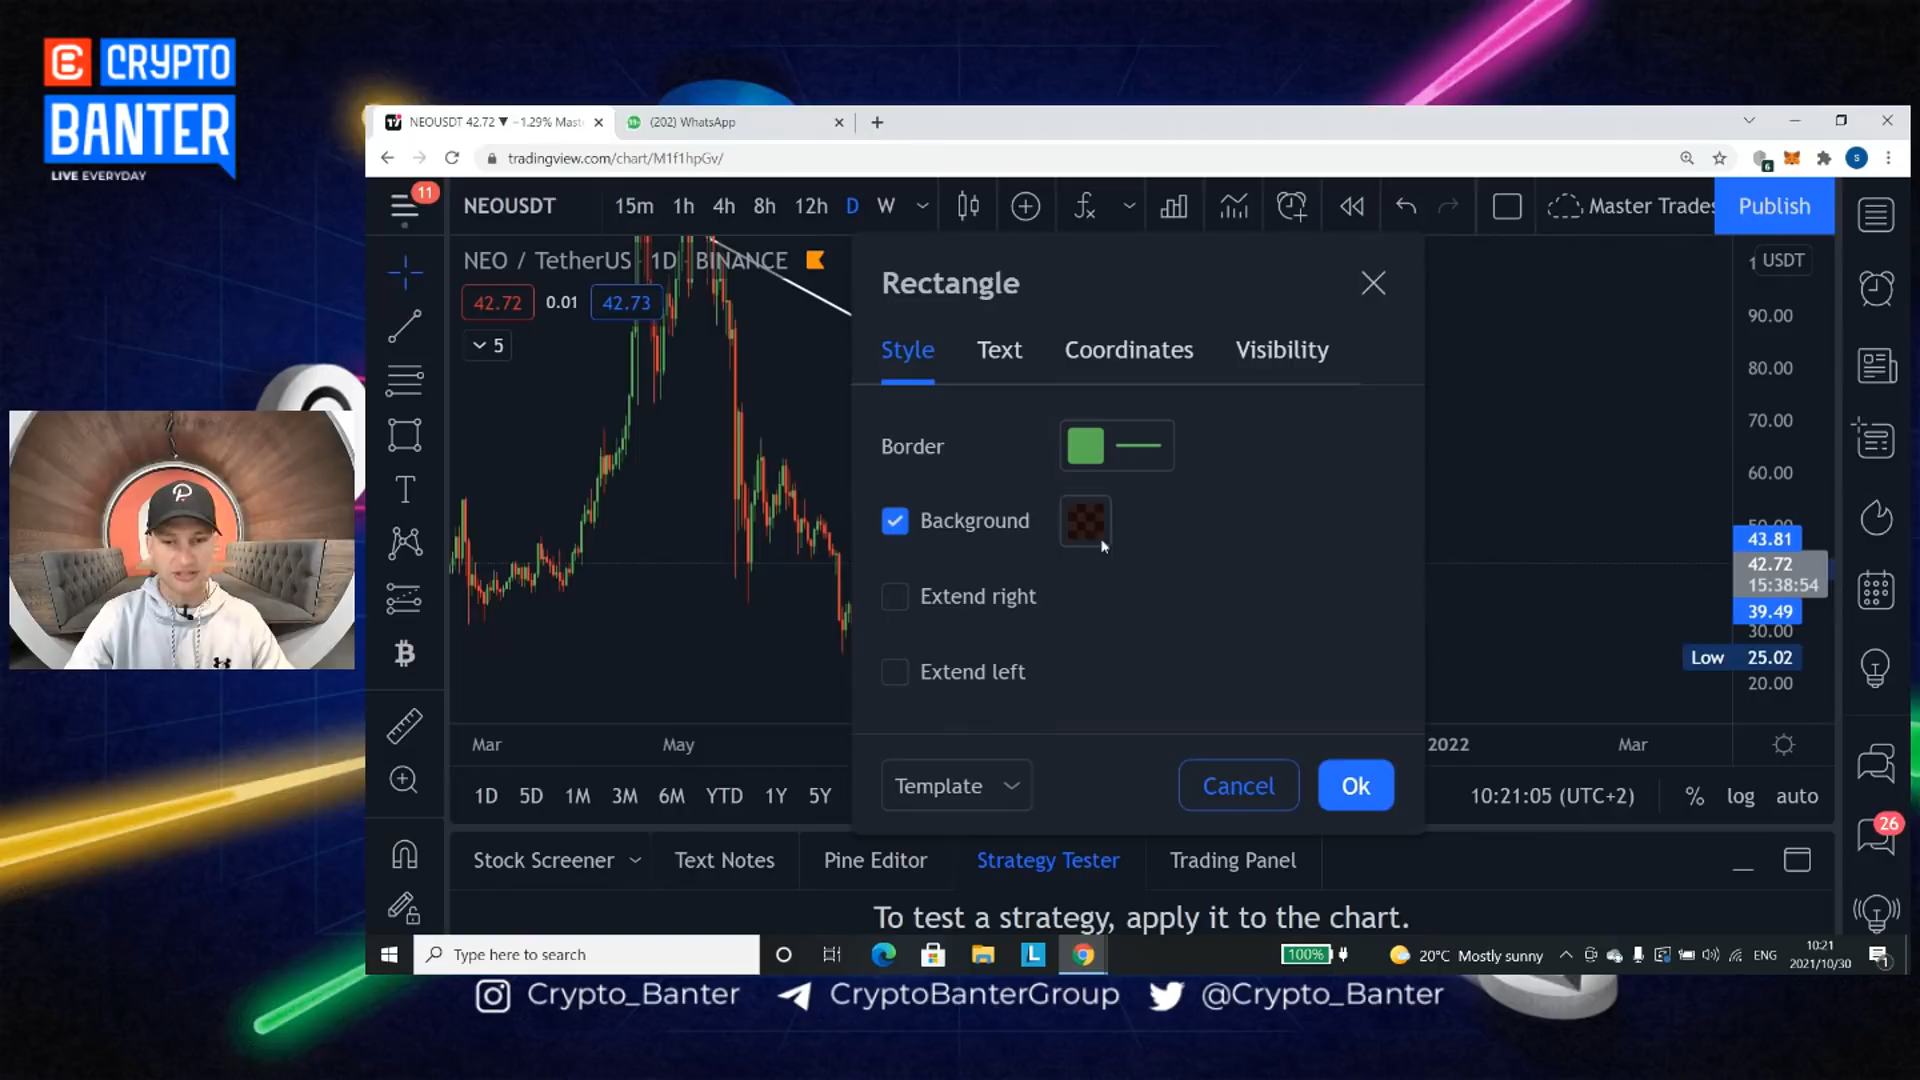 CRYPTO
BANTER
LIVE EVERYDAY
NEOUSDT 42.72 ▼ −1.29% Mast
(202) WhatsApp
tradingview.com/chart/M1f1hpGv/
11
NEOUSDT
15m 1h 4h 8h 12h D W
Master Trades
Publish
NEO / TetherUS 1D BINANCE
42.72 0.01 42.73
5
Rectangle
Style Text Coordinates Visibility
Border
Background
Extend right
Extend left
Template
Cancel
Ok
USDT
90.00
80.00
70.00
60.00
50.00
43.81
42.72
15:38:54
39.49
30.00
Low 25.02
20.00
Mar May 2022 Mar
1D 5D 1M 3M 6M YTD 1Y 5Y
10:21:05 (UTC+2) % log auto
26
Stock Screener Text Notes Pine Editor Strategy Tester Trading Panel
To test a strategy, apply it to the chart.
Type here to search
100%
20°C Mostly sunny
ENG
10:21
2021/10/30
Crypto_Banter CryptoBanterGroup @Crypto_Banter